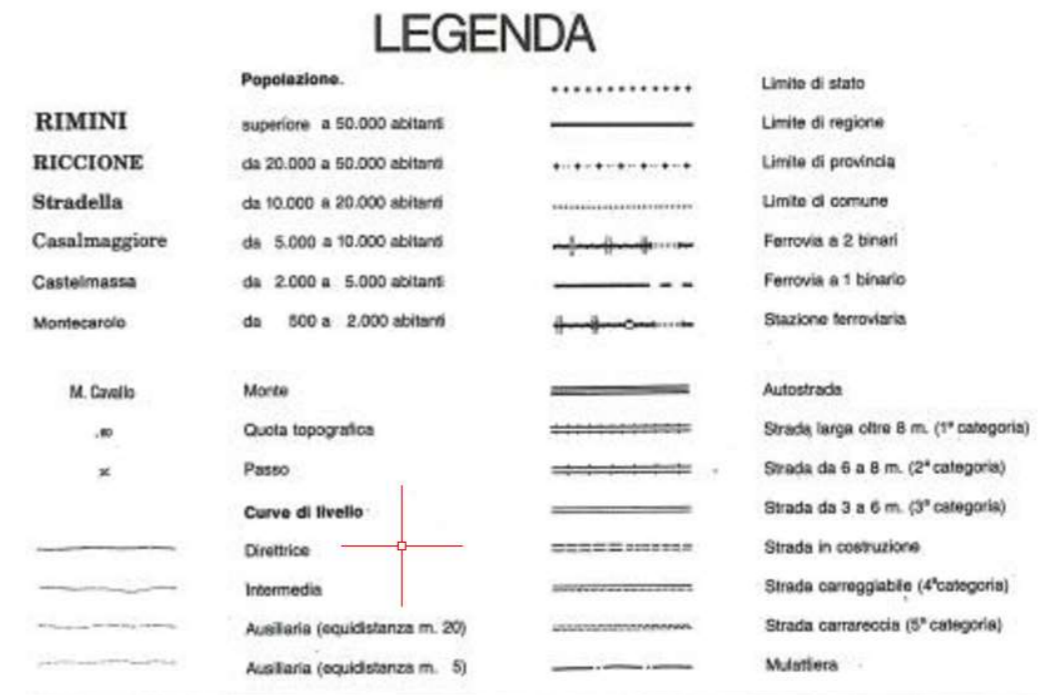 LEGENDA
Popolazione.
RIMINI superiore a 50.000 abitanti
RICCIONE da 20.000 a 50.000 abitanti
Stradella da 10.000 a 20.000 abitanti
Casalmaggiore da 5.000 a 10.000 abitanti
Castelmassa da 2.000 a 5.000 abitanti
Montecarolo da 500 a 2.000 abitanti
M. Cavallo Monte
Quota topografica
Passo
Curve di livello
Direttrice
Intermedia
Ausiliaria (equidistanza m. 20)
Ausiliaria (equidistanza m. 5)
Limite di stato
Limite di regione
Limite di provincia
Limite di comune
Ferrovia a 2 binari
Ferrovia a 1 binario
Stazione ferroviaria
Autostrada
Strada larga oltre 8 m. (1ª categoria)
Strada da 6 a 8 m. (2ª categoria)
Strada da 3 a 6 m. (3ª categoria)
Strada in costruzione
Strada carreggiabile (4ªcategoria)
Strada carrareccia (5ª categoria)
Mulattiera